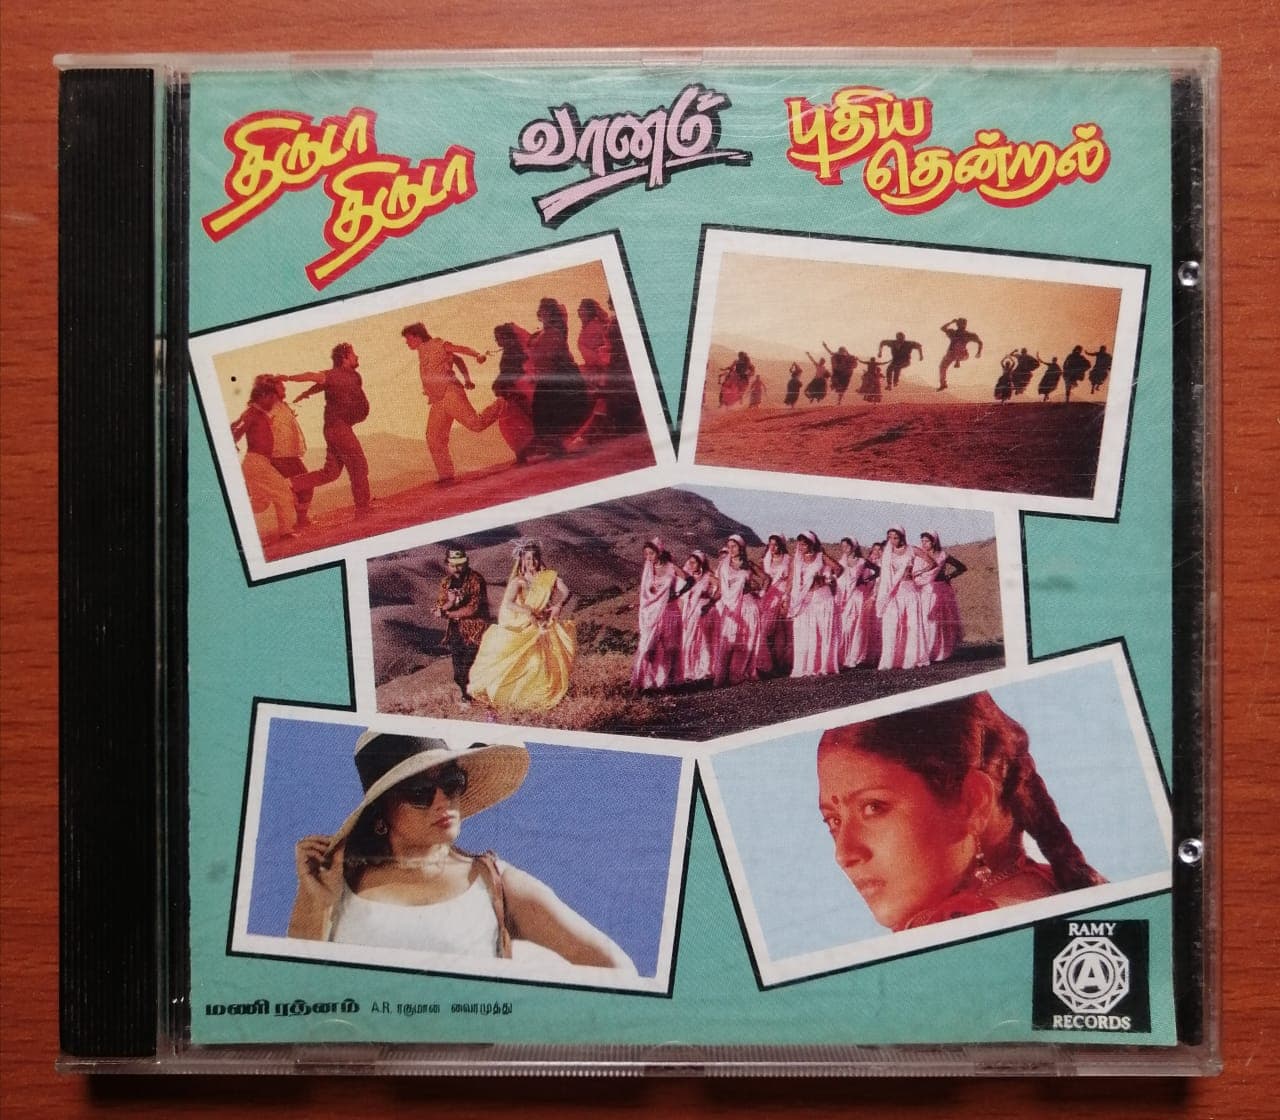 திருடா
திருடா
வானம்
புதிய
தென்றல்
மணி ரத்னம் A.R. ரகுமான் வைரமுத்து
RAMY
A
RECORDS